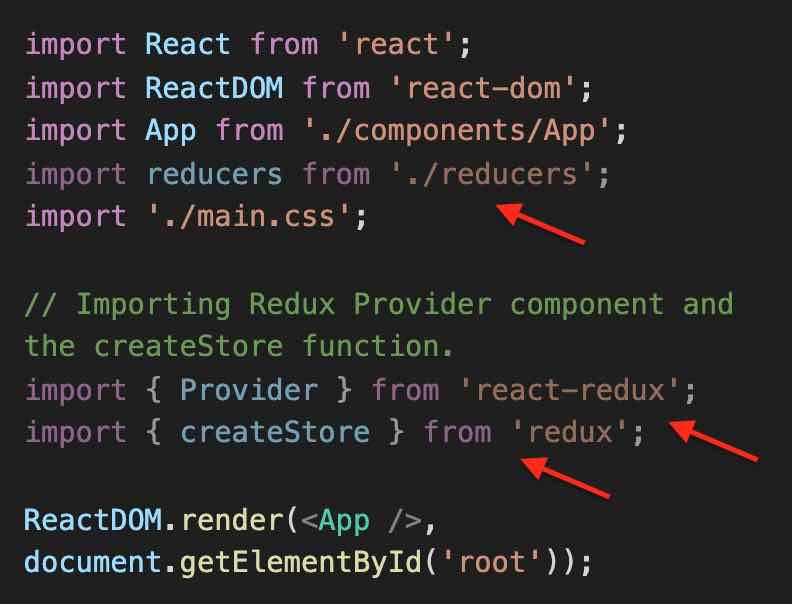 import React from 'react';
import ReactDOM from 'react-dom';
import App from './components/App';
import reducers from './reducers';
import './main.css';
// Importing Redux Provider component and
the createStore function.
import { Provider } from 'react-redux';
import { createStore } from 'redux';
ReactDOM.render(<App />,
document.getElementById('root'));